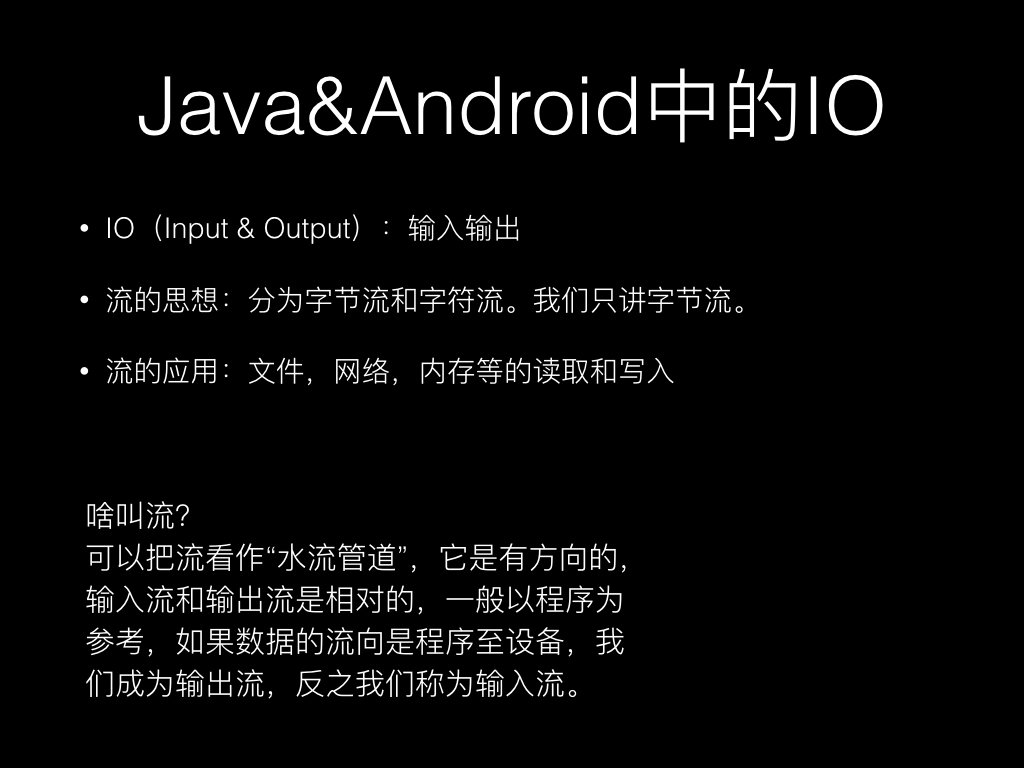 Java&Android中的IO
• IO（Input & Output）：输入输出
• 流的思想：分为字节流和字符流。我们只讲字节流。
• 流的应用：文件，网络，内存等的读取和写入
啥叫流？
可以把流看作“水流管道”，它是有方向的，
输入流和输出流是相对的，一般以程序为
参考，如果数据的流向是程序至设备，我
们成为输出流，反之我们称为输入流。